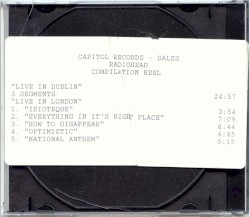 CAPITOL RECORDS - SALES
RADIOHEAD
COMPILATION REEL
"LIVE IN DUBLIN"
3 SEGMENTS 24:57
"LIVE IN LONDON"
1. "IDIOTEQUE" 3:54
2. "EVERYTHING IN IT'S RIGHT PLACE" 7:09
3. "HOW TO DISAPPEAR" 6:44
4. "OPTIMISTIC" 4:45
5. "NATIONAL ANTHEM" 5:10